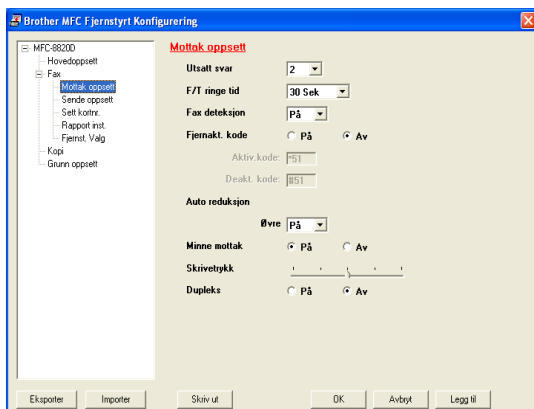 Brother MFC Fjernstyrt Konfigurering
MFC-8820D
Hovedoppsett
Fax
Mottak oppsett
Sende oppsett
Sett kortnr.
Rapport inst.
Fjernst. Valg
Kopi
Grunn oppsett
Mottak oppsett
Utsatt svar 2
F/T ringe tid 30 Sek
Fax deteksjon På
Fjernakt. kode På Av
Aktiv.kode: *51
Deakt. kode: #51
Auto reduksjon
Øvre På
Minne mottak På Av
Skrivetrykk
Dupleks På Av
Eksporter Importer Skriv ut OK Avbryt Legg til